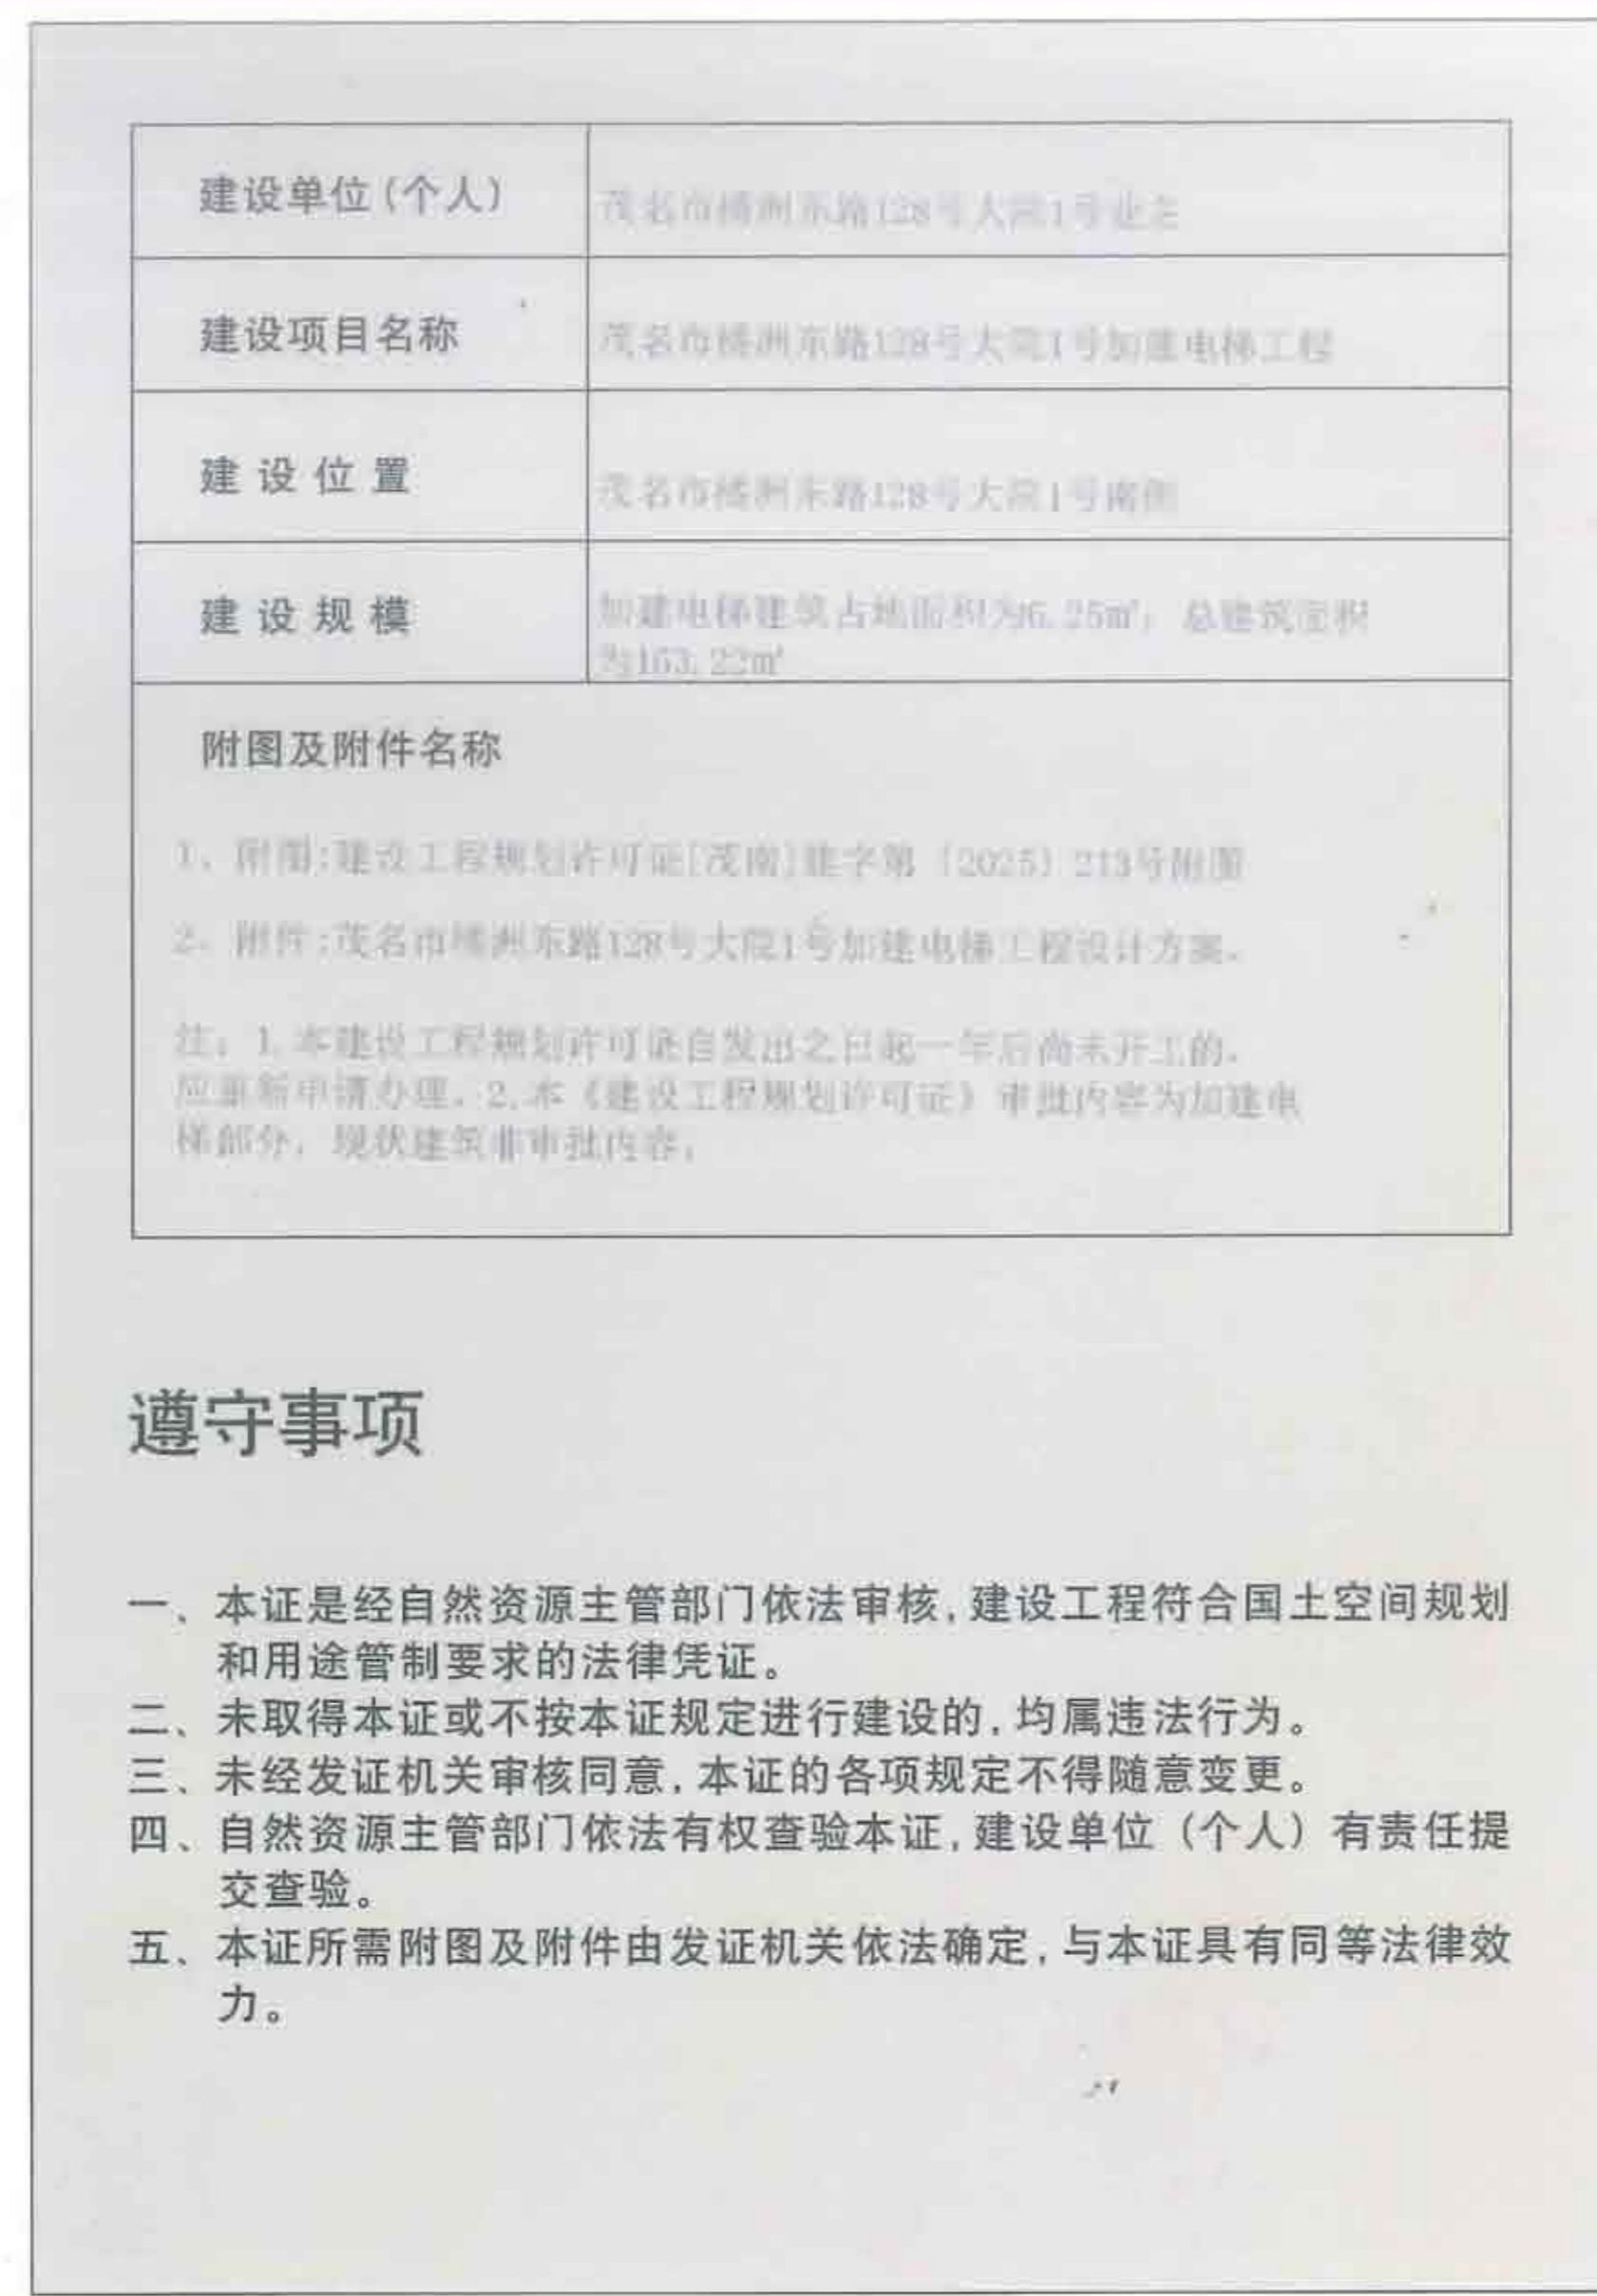 建设单位(个人)
茂名市橘州东路128号大院1号业主
建设项目名称
茂名市橘州东路128号大院1号加建电梯工程
建设位置
茂名市橘州东路128号大院1号南侧
建设规模
加建电梯建筑占地面积为6.25㎡,总建筑面积
为163.22㎡
附图及附件名称
1、附图:建设工程规划许可证[茂南]建字第〔2025〕213号附图
2、附件:茂名市橘州东路128号大院1号加建电梯工程设计方案。
注:1.本建设工程规划许可证自发出之日起一年后尚未开工的,
应重新申请办理。2.本《建设工程规划许可证》审批内容为加建电
梯部分,现状建筑非审批内容。
遵守事项
一、本证是经自然资源主管部门依法审核,建设工程符合国土空间规划
和用途管制要求的法律凭证。
二、未取得本证或不按本证规定进行建设的,均属违法行为。
三、未经发证机关审核同意,本证的各项规定不得随意变更。
四、自然资源主管部门依法有权查验本证,建设单位(个人)有责任提
交查验。
五、本证所需附图及附件由发证机关依法确定,与本证具有同等法律效
力。